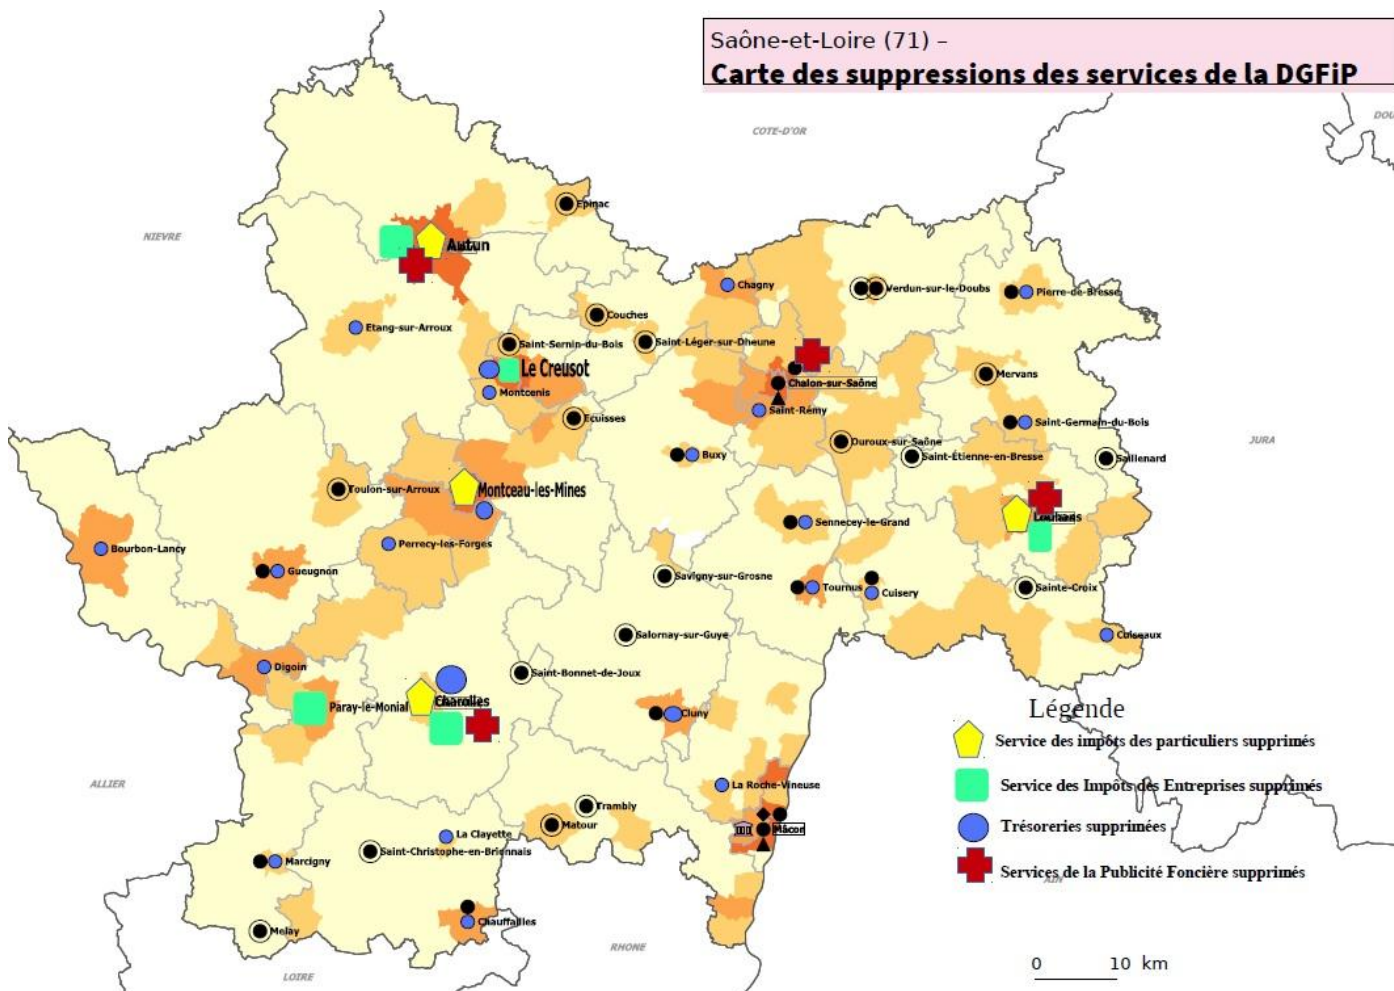 Saône-et-Loire (71) –
Carte des suppressions des services de la DGFiP
COTE-D'OR
DOU
NIEVRE
Epinac
Autun
Chagny
Verdun-sur-le-Doubs
Pierre-de-Bresse
Couches
Etang-sur-Arroux
Saint-Sernin-du-Bois
Saint-Léger-sur-Dheune
Le Creusot
Mervans
Chalon-sur-Saône
Montcenis
Saint-Rémy
Ecuisses
Saint-Germain-du-Bois
JURA
Duroux-sur-Saône
Buxy
Saint-Étienne-en-Bresse
Saillenard
Toulon-sur-Arroux
Montceau-les-Mines
Louhans
Sennecey-le-Grand
Bourbon-Lancy
Perrecy-les-Forges
Gueugnon
Savigny-sur-Grosne
Tournus
Cuisery
Sainte-Croix
Salornay-sur-Guye
Cuiseaux
Digoin
Saint-Bonnet-de-Joux
Charolles
Paray-le-Monial
Cluny
Légende
Service des impôts des particuliers supprimés
ALLIER
La Roche-Vineuse
Service des Impôts des Entreprises supprimés
Trambly
Matour
Mâcon
Trésoreries supprimées
La Clayette
Saint-Christophe-en-Brionnais
Marcigny
Services de la Publicité Foncière supprimés
AIN
Chauffailles
Melay
RHONE
LOIRE
0 10 km